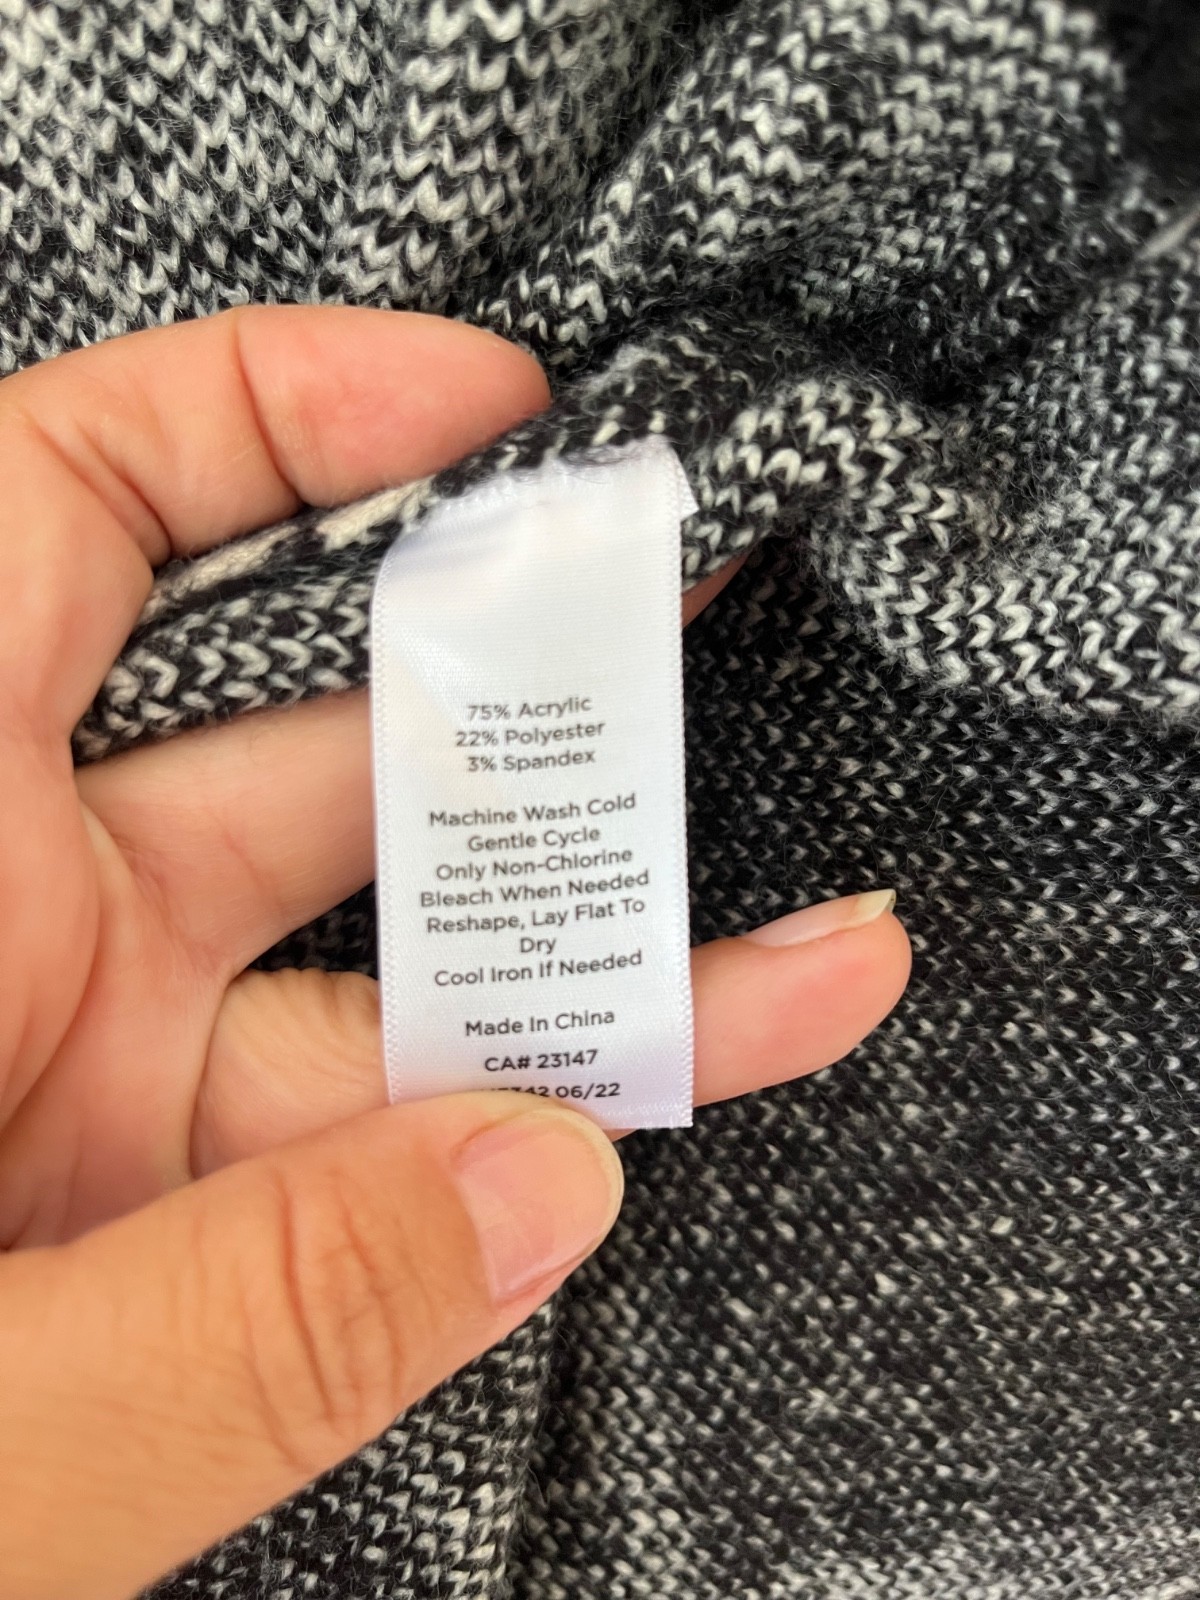 75% Acrylic
22% Polyester
3% Spandex
Machine Wash Cold
Gentle Cycle
Only Non-Chlorine
Bleach When Needed
Reshape, Lay Flat To
Dry
Cool Iron If Needed
Made In China
CA# 23147
06/22